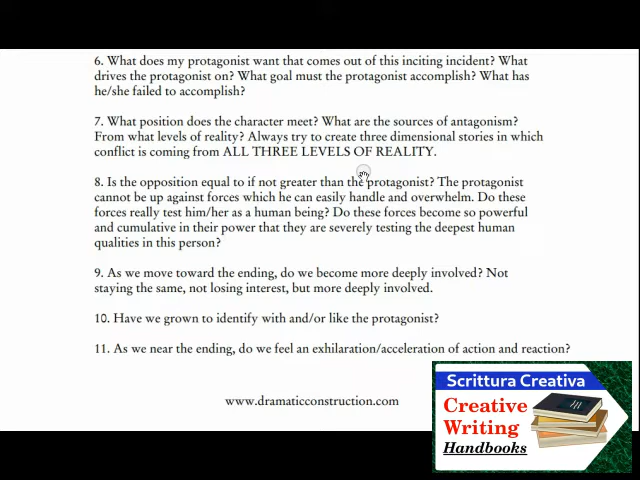 6. What does my protagonist want that comes out of this inciting incident? What
drives the protagonist on? What goal must the protagonist accomplish? What has
he/she failed to accomplish?
7. What position does the character meet? What are the sources of antagonism?
From what levels of reality? Always try to create three dimensional stories in which
conflict is coming from ALL THREE LEVELS OF REALITY.
8. Is the opposition equal to if not greater than the protagonist? The protagonist
cannot be up against forces which he can easily handle and overwhelm. Do these
forces really test him/her as a human being? Do these forces become so powerful
and cumulative in their power that they are severely testing the deepest human
qualities in this person?
9. As we move toward the ending, do we become more deeply involved? Not
staying the same, not losing interest, but more deeply involved.
10. Have we grown to identify with and/or like the protagonist?
11. As we near the ending, do we feel an exhilaration/acceleration of action and reaction?
www.dramaticconstruction.com
Scrittura Creativa
Creative
Writing
Handbooks